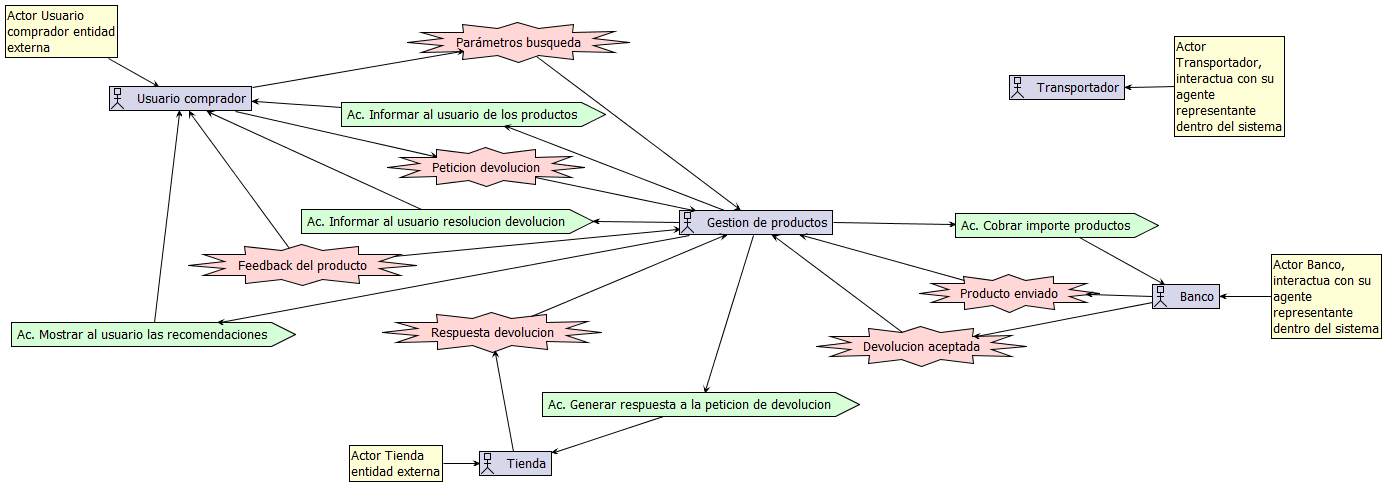 Actor Usuario
comprador entidad
externa
Parámetros busqueda
Actor
Transportador,
interactua con su
agente
representante
dentro del sistema
Transportador
Usuario comprador
Ac. Informar al usuario de los productos
Peticion devolucion
Ac. Informar al usuario resolucion devolucion
Gestion de productos
Ac. Cobrar importe productos
Feedback del producto
Actor Banco,
interactua con su
agente
representante
dentro del sistema
Producto enviado
Banco
Ac. Mostrar al usuario las recomendaciones
Respuesta devolucion
Devolucion aceptada
Ac. Generar respuesta a la peticion de devolucion
Actor Tienda
entidad externa
Tienda